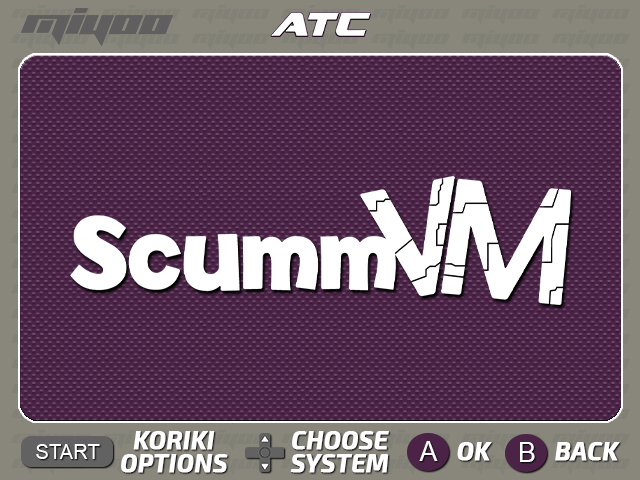 miyoo
ATC
ScummVM
START
KORIKI
OPTIONS
CHOOSE
SYSTEM
A
OK
B
BACK